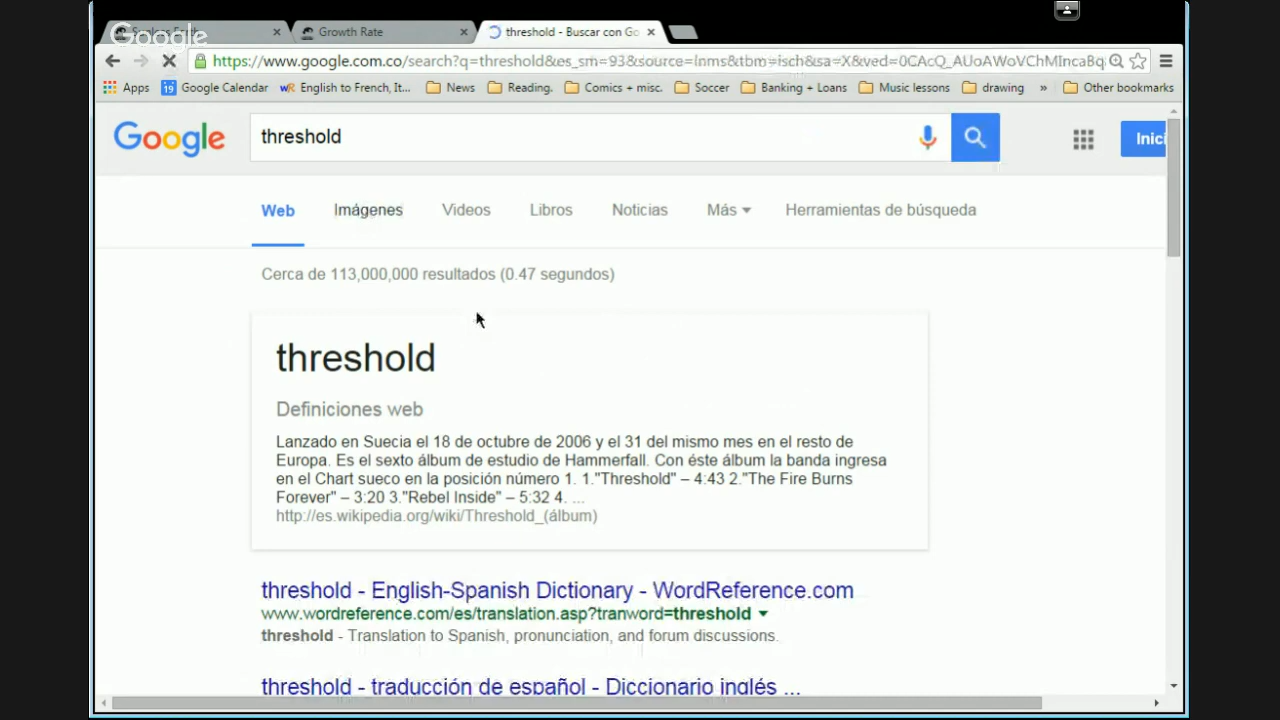 Google
Growth Rate
threshold - Buscar con Go
https://www.google.com.co/search?q=threshold&es_sm=93&source=lnms&tbm=isch&sa=X&ved=0CAcQ_AUoAWoVChMIncaBq
Apps
19
Google Calendar
wR
English to French, It...
News
Reading.
Comics + misc.
Soccer
Banking + Loans
Music lessons
drawing
»
Other bookmarks
Google
threshold
Inici
Web
Imágenes
Videos
Libros
Noticias
Más
Herramientas de búsqueda
Cerca de 113,000,000 resultados (0.47 segundos)
threshold
Definiciones web
Lanzado en Suecia el 18 de octubre de 2006 y el 31 del mismo mes en el resto de
Europa. Es el sexto álbum de estudio de Hammerfall. Con éste álbum la banda ingresa
en el Chart sueco en la posición número 1. 1."Threshold" – 4:43 2."The Fire Burns
Forever" – 3:20 3."Rebel Inside" – 5:32 4. ...
http://es.wikipedia.org/wiki/Threshold_(álbum)
threshold - English-Spanish Dictionary - WordReference.com
www.wordreference.com/es/translation.asp?tranword=threshold
threshold - Translation to Spanish, pronunciation, and forum discussions.
threshold - traducción de español - Diccionario inglés ...